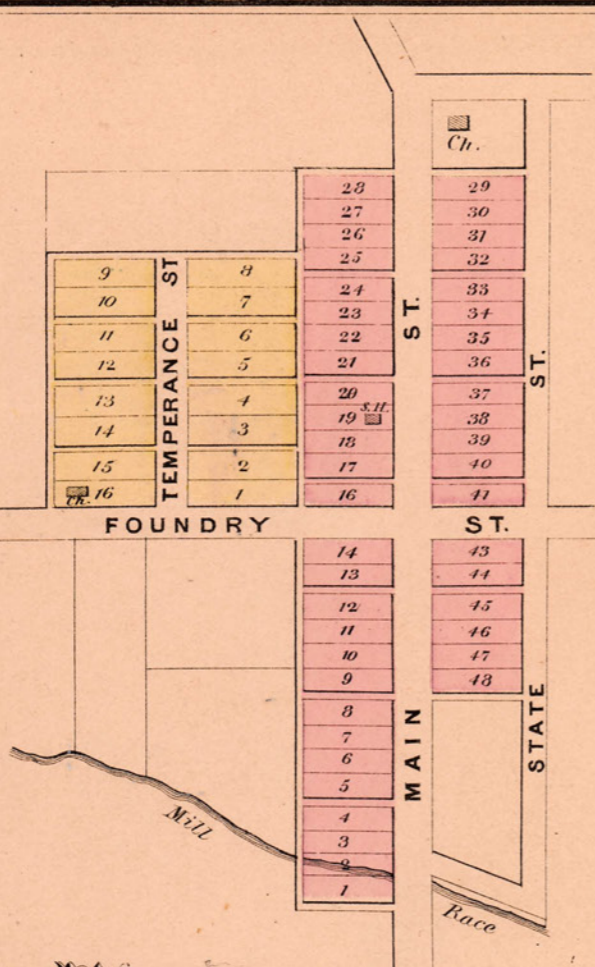 Ch.
28 29
27 30
26 31
25 32
9 ST 8
10 7
24 33
23 ST. 34
11 6 22 35
12 5 21 36 ST.
TEMPERANCE
13 4 20 37
S.H.
14 3 19 38
18 39
15 2 17 40
Ch. 16 1 16 41
FOUNDRY ST.
14 43
13 44
12 45
11 46
10 47
9 48
8
7 MAIN STATE
6
5
4
Mill
3
2
1
Race